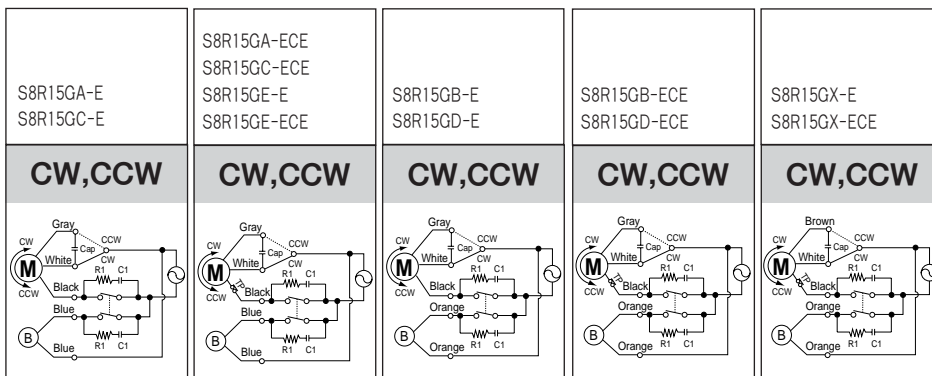 S8R15GA-E
S8R15GC-E
CW,CCW
Gray
CW
CCW
Cap
M
White
CW
R1 C1
CCW
Black
Blue
B
R1 C1
Blue
S8R15GA-ECE
S8R15GC-ECE
S8R15GE-E
S8R15GE-ECE
CW,CCW
Gray
CW
CCW
Cap
M
White
CW
TP
R1 C1
CCW
Black
Blue
B
R1 C1
Blue
S8R15GB-E
S8R15GD-E
CW,CCW
Gray
CW
CCW
Cap
M
White
CW
R1 C1
CCW
Black
Orange
B
R1 C1
Orange
S8R15GB-ECE
S8R15GD-ECE
CW,CCW
Gray
CW
CCW
Cap
M
White
CW
TP
R1 C1
CCW
Black
Orange
B
R1 C1
Orange
S8R15GX-E
S8R15GX-ECE
CW,CCW
Brown
CW
CCW
Cap
M
White
CW
TP
R1 C1
CCW
Black
Orange
B
R1 C1
Orange